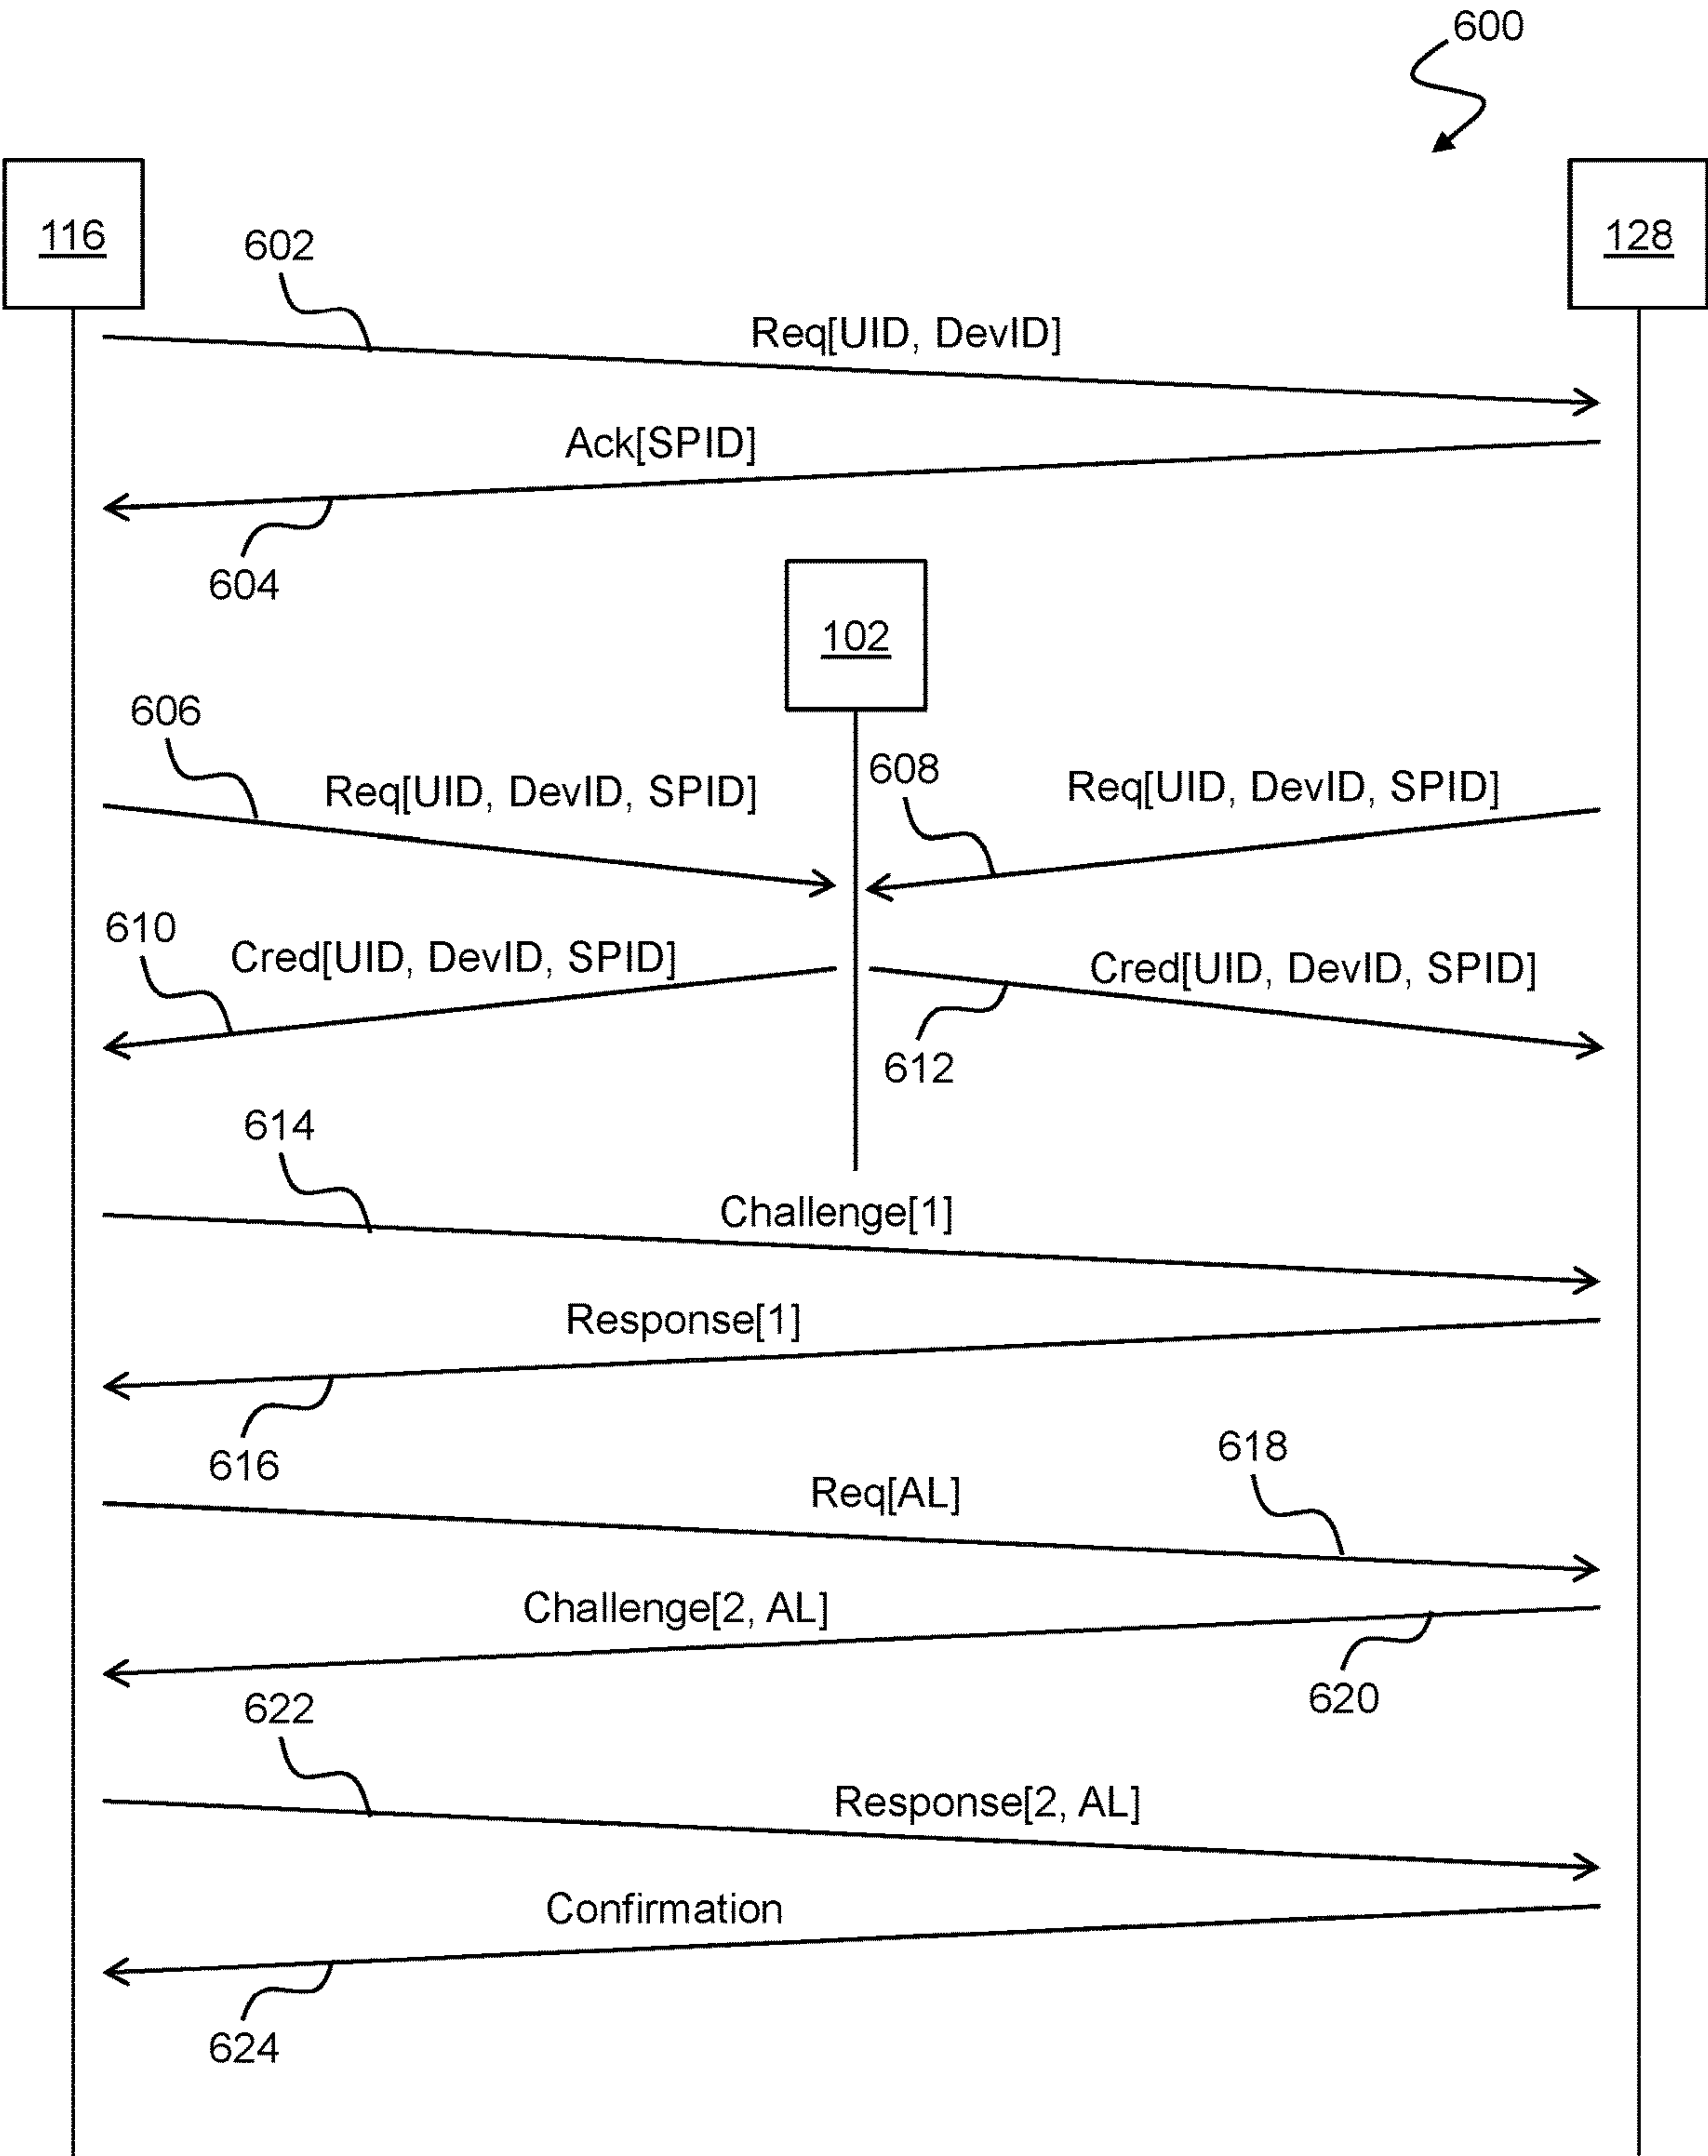 600
116
128
602
Req[UID, DevID]
Ack[SPID]
604
102
606
608
Req[UID, DevID, SPID]
Req[UID, DevID, SPID]
610
Cred[UID, DevID, SPID]
Cred[UID, DevID, SPID]
612
614
Challenge[1]
Response[1]
616
618
Req[AL]
Challenge[2, AL]
620
622
Response[2, AL]
Confirmation
624